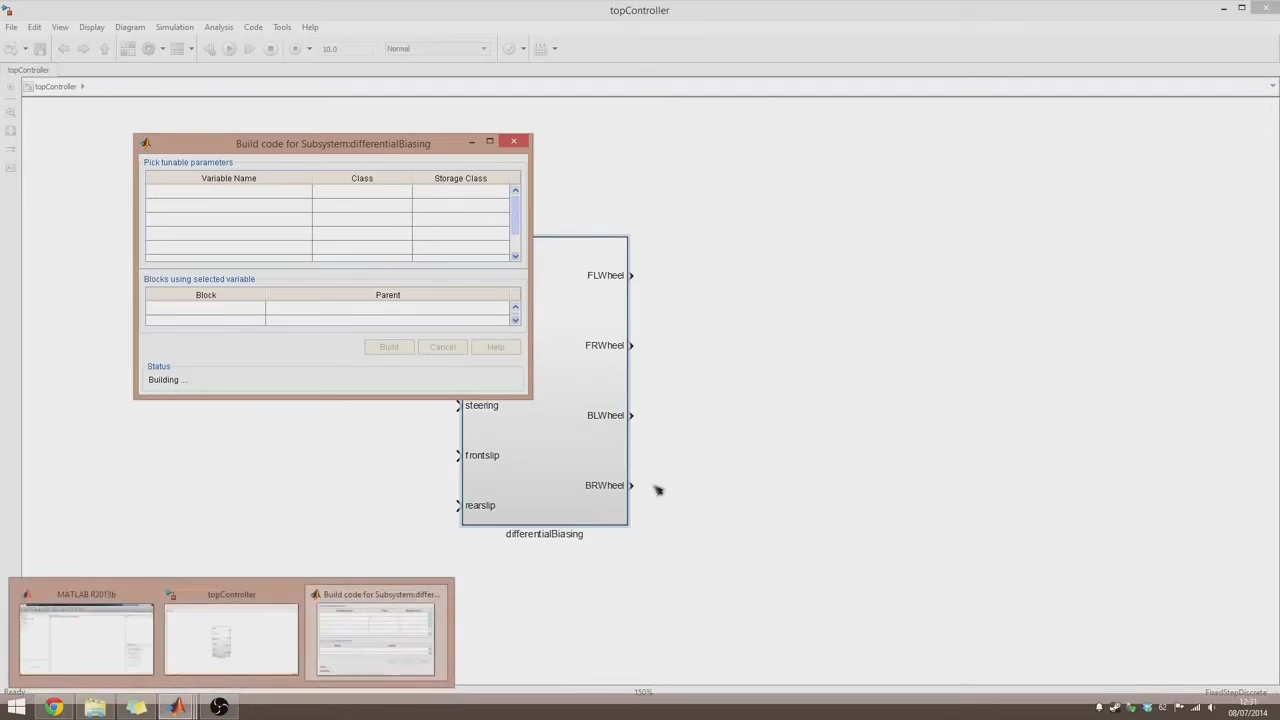 topController
File Edit View Display Diagram Simulation Analysis Code Tools Help
10.0 Normal
topController
topController
Build code for Subsystem:differentialBiasing
Pick tunable parameters
Variable Name Class Storage Class
Blocks using selected variable
Block Parent
Build Cancel Help
Status
Building ....
FLWheel
FRWheel
steering
BLWheel
frontslip
BRWheel
rearslip
differentialBiasing
MATLAB R2013b topController Build code for Subsystem:differ...
Ready 150% FixedStepDiscrete
62 12:31
08/07/2014